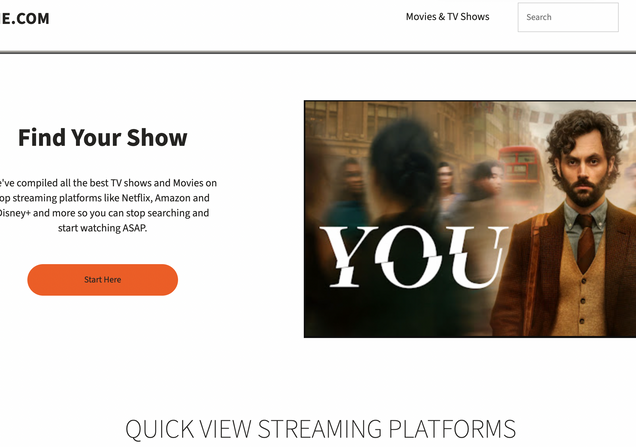 IE.COM
Movies & TV Shows
Search
Find Your Show
e've compiled all the best TV shows and Movies on
op streaming platforms like Netflix, Amazon and
Disney+ and more so you can stop searching and
start watching ASAP.
Start Here
YOU
QUICK VIEW STREAMING PLATFORMS